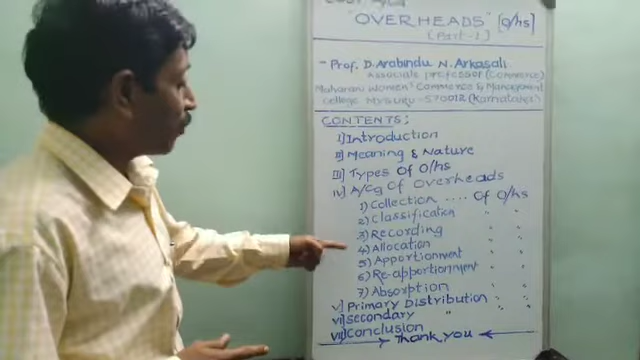 "OVERHEADS" [O/hs]
(Part-1)
- Prof. D. Arabindu N. Arkasali
Associate professor (Commerce)
Maharani Women's Commerce & Management
College Mysuru-570012 (Karnataka)
CONTENTS:
I] Introduction
II] Meaning & Nature
III] Types Of O/hs
IV] A/Cg Of Overheads
1) Collection .... Of O/hs
2) Classification " "
3) Recording " "
4) Allocation " "
5) Apportionment " "
6) Re-apportionment " "
7) Absorption " "
V] Primary Distribution " "
VI] Secondary " " "
VII] Conclusion
Thank you